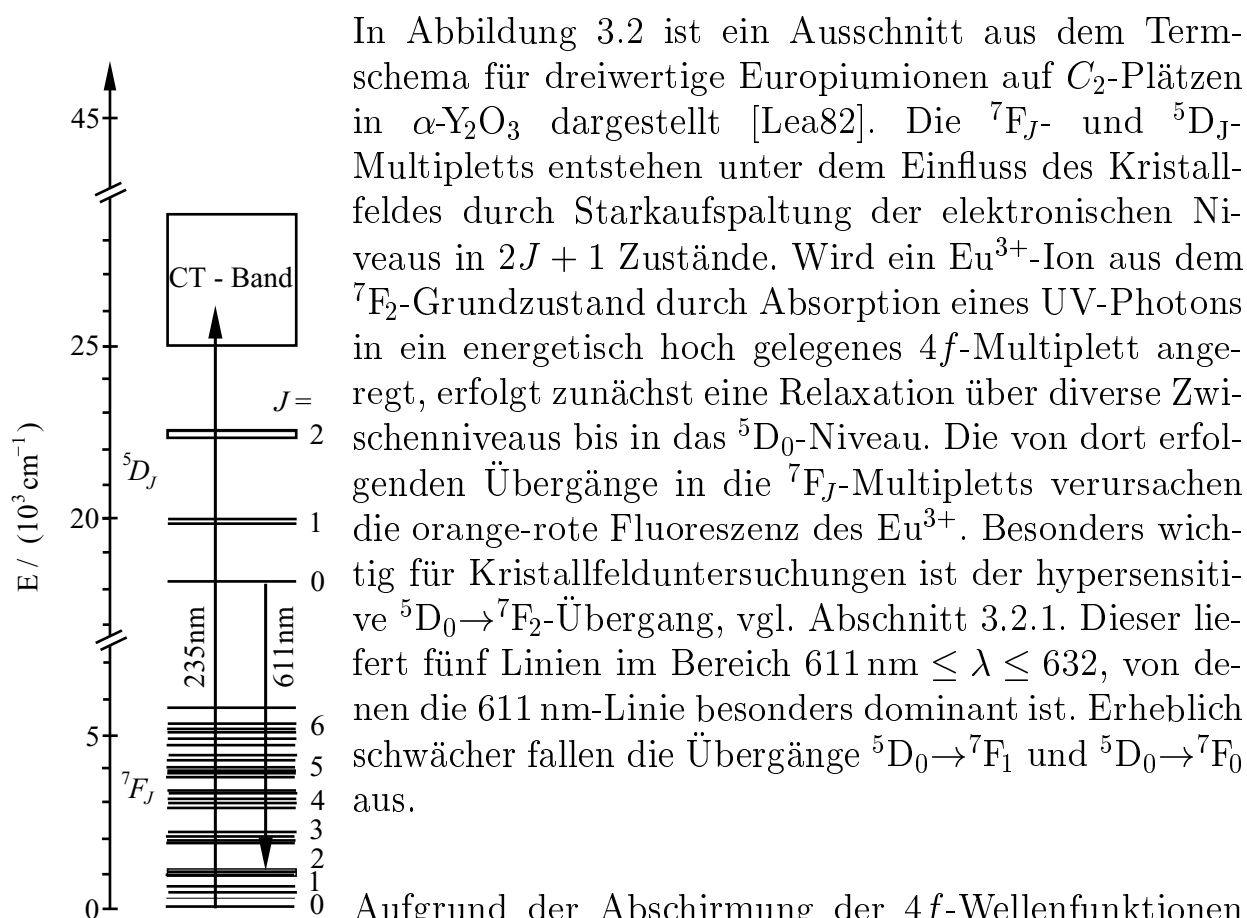 In Abbildung 3.2 ist ein Ausschnitt aus dem Term-
schema für dreiwertige Europiumionen auf C₂-Plätzen
in α-Y₂O₃ dargestellt [Lea82]. Die ⁷F_J- und ⁵D_J-
Multipletts entstehen unter dem Einfluss des Kristall-
feldes durch Starkaufspaltung der elektronischen Ni-
veaus in 2J + 1 Zustände. Wird ein Eu³⁺-Ion aus dem
⁷F₂-Grundzustand durch Absorption eines UV-Photons
in ein energetisch hoch gelegenes 4f-Multiplett ange-
regt, erfolgt zunächst eine Relaxation über diverse Zwi-
schenniveaus bis in das ⁵D₀-Niveau. Die von dort erfol-
genden Übergänge in die ⁷F_J-Multipletts verursachen
die orange-rote Fluoreszenz des Eu³⁺. Besonders wich-
tig für Kristallfelduntersuchungen ist der hypersensiti-
ve ⁵D₀→⁷F₂-Übergang, vgl. Abschnitt 3.2.1. Dieser lie-
fert fünf Linien im Bereich 611 nm ≤ λ ≤ 632, von de-
nen die 611 nm-Linie besonders dominant ist. Erheblich
schwächer fallen die Übergänge ⁵D₀→⁷F₁ und ⁵D₀→⁷F₀
aus.
Aufgrund der Abschirmung der 4f-Wellenfunktionen
E / (10³ cm⁻¹)
45
25
20
5
0
CT - Band
J =
⁵D_J
2
1
0
235nm
611nm
⁷F_J
6
5
4
3
2
1
0